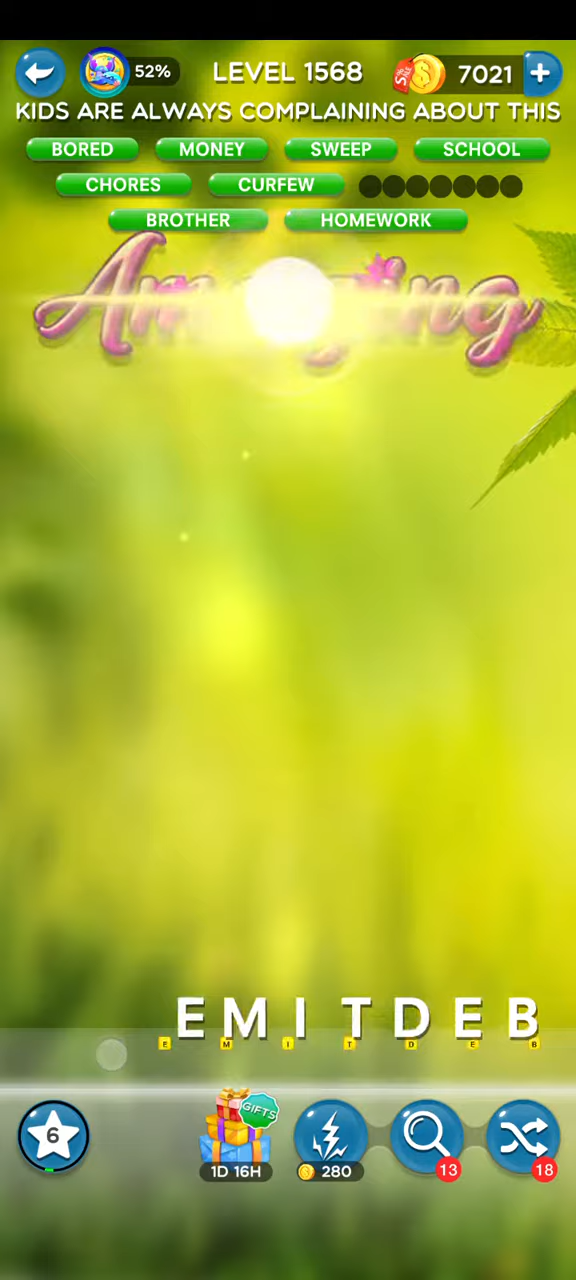 52%
LEVEL 1568
7021
KIDS ARE ALWAYS COMPLAINING ABOUT THIS
BORED MONEY SWEEP SCHOOL
CHORES CURFEW
BROTHER HOMEWORK
Amazing
EMITDEB
E M I T D E B
6
GIFTS
1D 16H
280
13
18